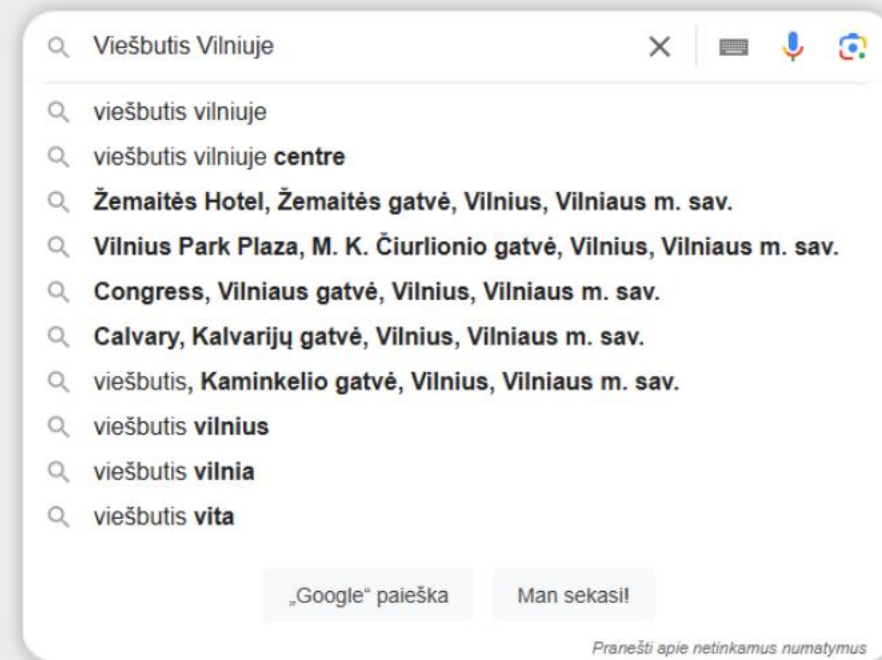 Viešbutis Vilniuje
viešbutis vilniuje
viešbutis vilniuje centre
Žemaitės Hotel, Žemaitės gatvė, Vilnius, Vilniaus m. sav.
Vilnius Park Plaza, M. K. Čiurlionio gatvė, Vilnius, Vilniaus m. sav.
Congress, Vilniaus gatvė, Vilnius, Vilniaus m. sav.
Calvary, Kalvarijų gatvė, Vilnius, Vilniaus m. sav.
viešbutis, Kaminkelio gatvė, Vilnius, Vilniaus m. sav.
viešbutis vilnius
viešbutis vilnia
viešbutis vita
„Google“ paieška Man sekasi!
Pranešti apie netinkamus numatymus